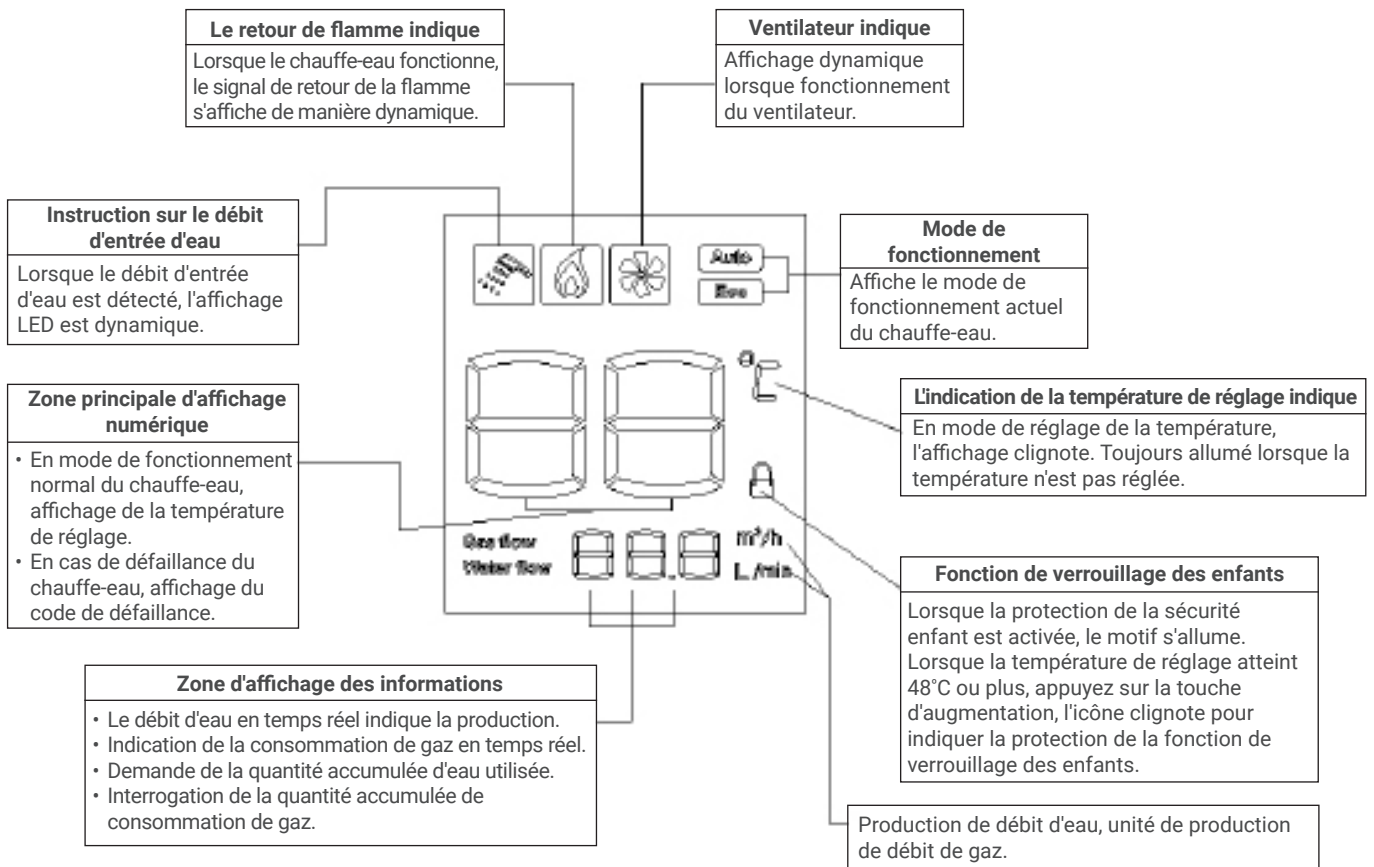 Le retour de flamme indique
Lorsque le chauffe-eau fonctionne,
le signal de retour de la flamme
s'affiche de manière dynamique.
Ventilateur indique
Affichage dynamique
lorsque fonctionnement
du ventilateur.
Instruction sur le débit
d'entrée d'eau
Lorsque le débit d'entrée
d'eau est détecté, l'affichage
LED est dynamique.
Auto
Eco
Mode de
fonctionnement
Affiche le mode de
fonctionnement actuel
du chauffe-eau.
Zone principale d'affichage
numérique
• En mode de fonctionnement
normal du chauffe-eau,
affichage de la température
de réglage.
• En cas de défaillance du
chauffe-eau, affichage du
code de défaillance.
88 °C
L'indication de la température de réglage indique
En mode de réglage de la température,
l'affichage clignote. Toujours allumé lorsque la
température n'est pas réglée.
Gas flow
Water flow
88.8
m³/h
L/min
Fonction de verrouillage des enfants
Lorsque la protection de la sécurité
enfant est activée, le motif s'allume.
Lorsque la température de réglage atteint
48°C ou plus, appuyez sur la touche
d'augmentation, l'icône clignote pour
indiquer la protection de la fonction de
verrouillage des enfants.
Zone d'affichage des informations
• Le débit d'eau en temps réel indique la production.
• Indication de la consommation de gaz en temps réel.
• Demande de la quantité accumulée d'eau utilisée.
• Interrogation de la quantité accumulée de
consommation de gaz.
Production de débit d'eau, unité de production
de débit de gaz.